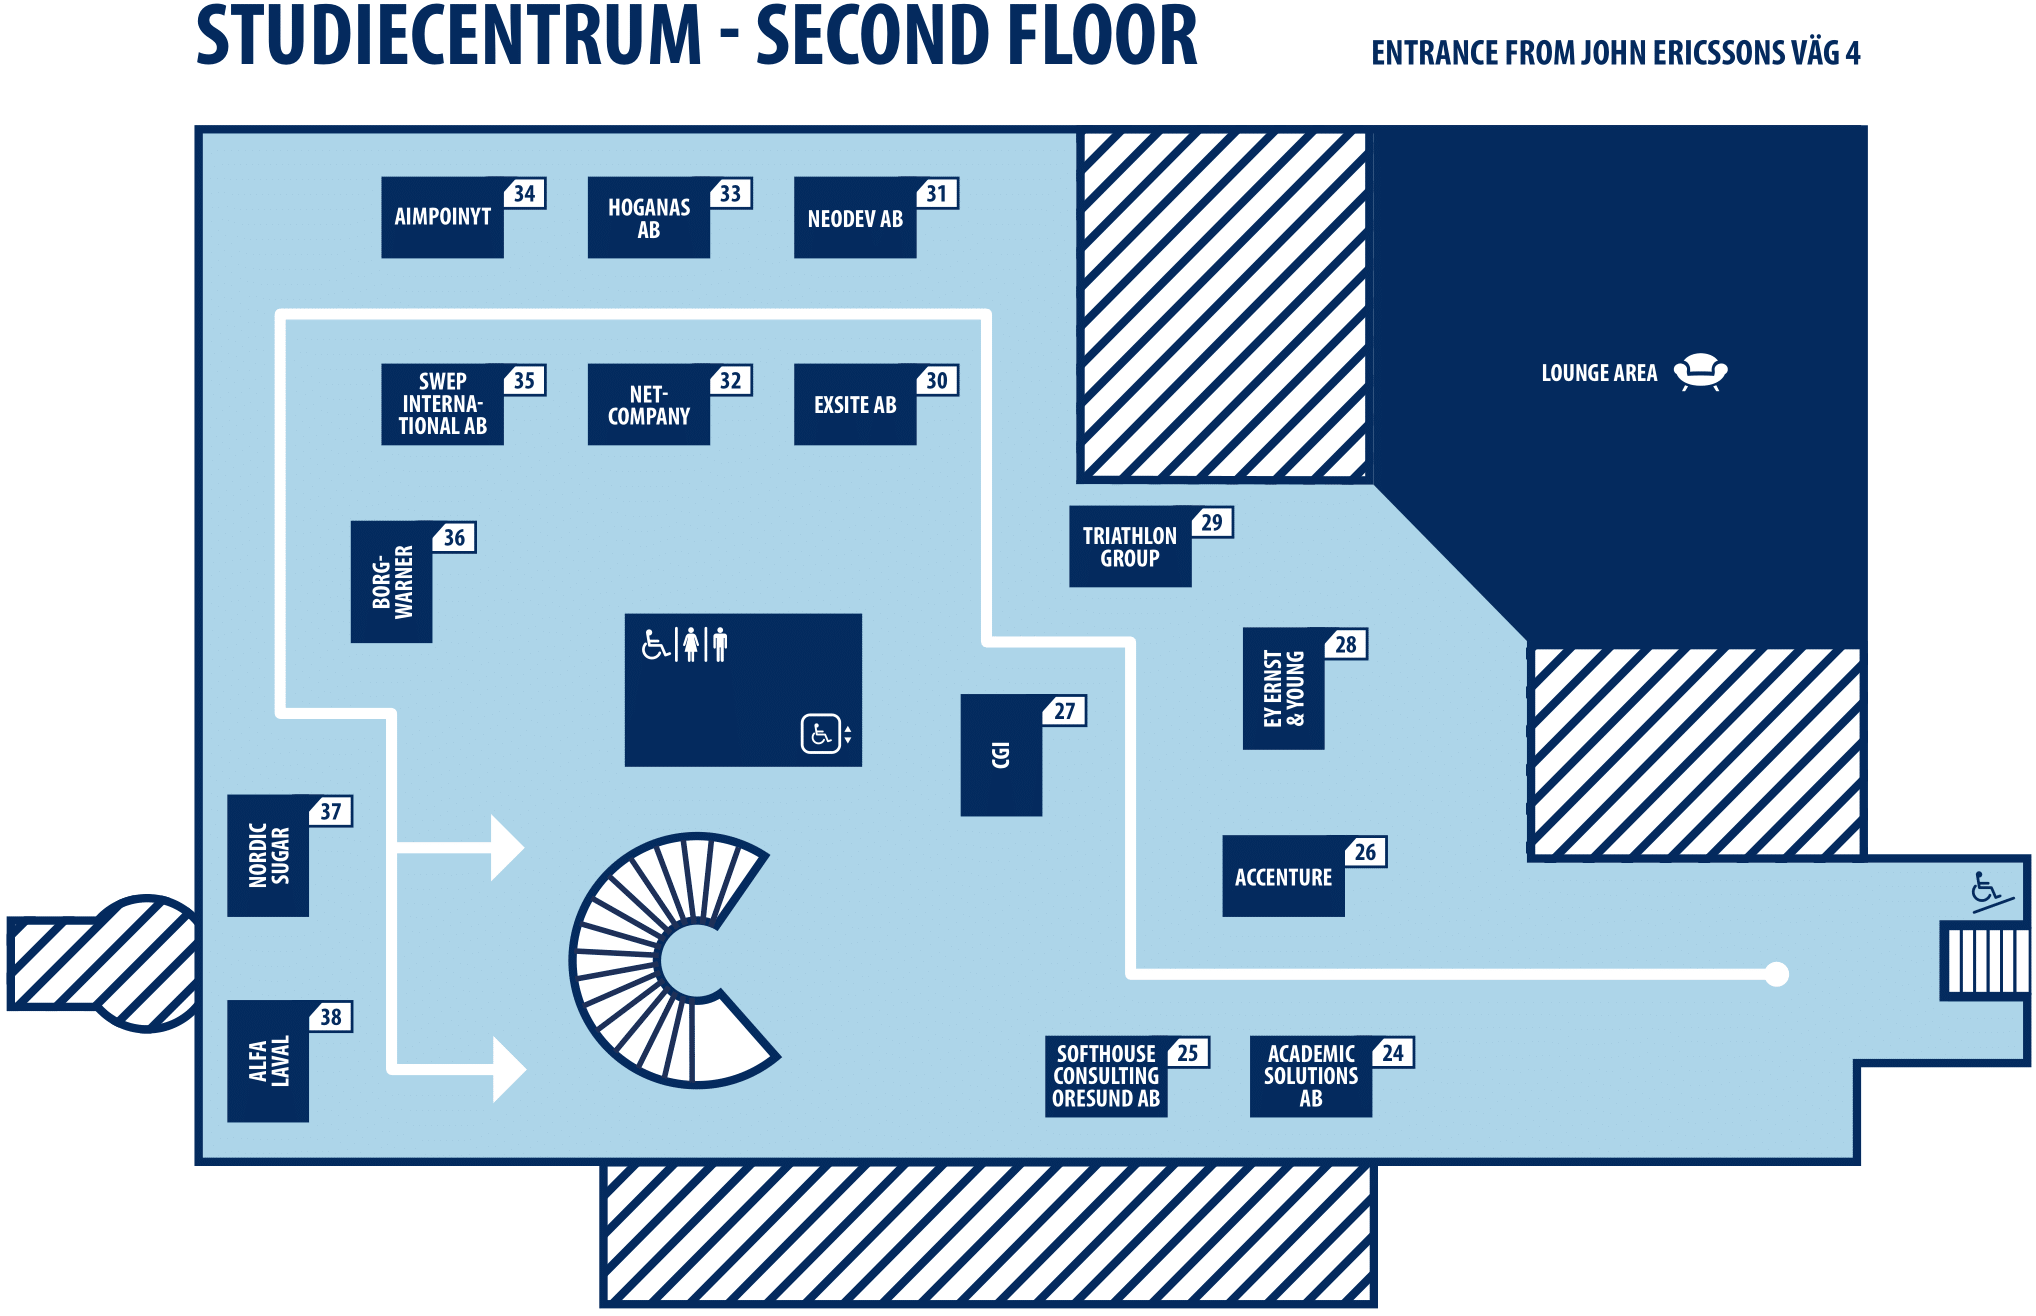 STUDIECENTRUM - SECOND FLOOR
ENTRANCE FROM JOHN ERICSSONS VÄG 4
AIMPOINYT
34
HOGANAS
AB
33
NEODEV AB
31
SWEP
INTERNA-
TIONAL AB
35
NET-
COMPANY
32
EXSITE AB
30
LOUNGE AREA
BORG-
WARNER
36
TRIATHLON
GROUP
29
EY ERNST
& YOUNG
28
CGI
27
NORDIC
SUGAR
37
ACCENTURE
26
ALFA
LAVAL
38
SOFTHOUSE
CONSULTING
ORESUND AB
25
ACADEMIC
SOLUTIONS
AB
24